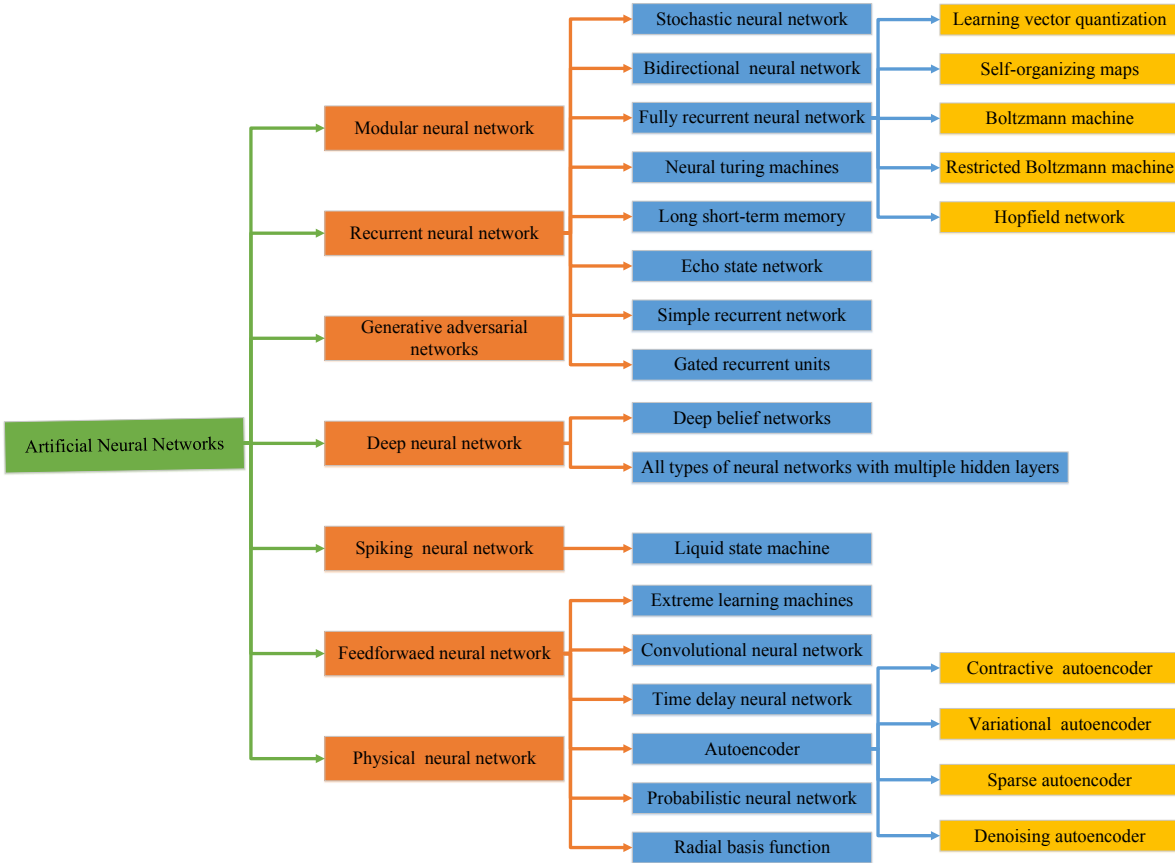 Artificial Neural Networks
Modular neural network
Recurrent neural network
Generative adversarial
networks
Deep neural network
Spiking neural network
Feedforwaed neural network
Physical neural network
Stochastic neural network
Bidirectional neural network
Fully recurrent neural network
Neural turing machines
Long short-term memory
Echo state network
Simple recurrent network
Gated recurrent units
Deep belief networks
All types of neural networks with multiple hidden layers
Liquid state machine
Extreme learning machines
Convolutional neural network
Time delay neural network
Autoencoder
Probabilistic neural network
Radial basis function
Learning vector quantization
Self-organizing maps
Boltzmann machine
Restricted Boltzmann machine
Hopfield network
Contractive autoencoder
Variational autoencoder
Sparse autoencoder
Denoising autoencoder